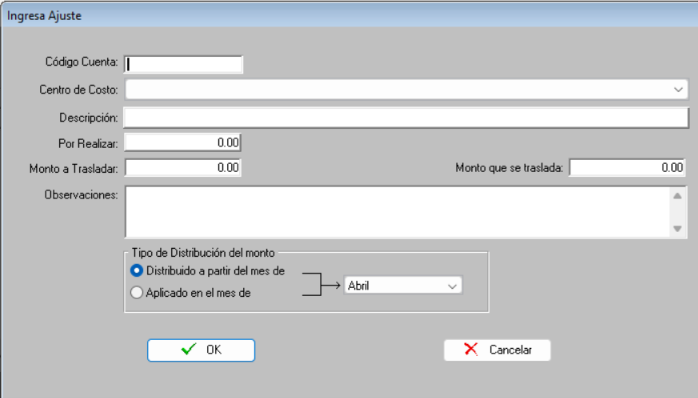 Ingresa Ajuste
Código Cuenta:
Centro de Costo:
Descripción:
Por Realizar: 0.00
Monto a Trasladar: 0.00 Monto que se traslada: 0.00
Observaciones:
Tipo de Distribución del monto
Distribuido a partir del mes de
Abril
Aplicado en el mes de
OK Cancelar